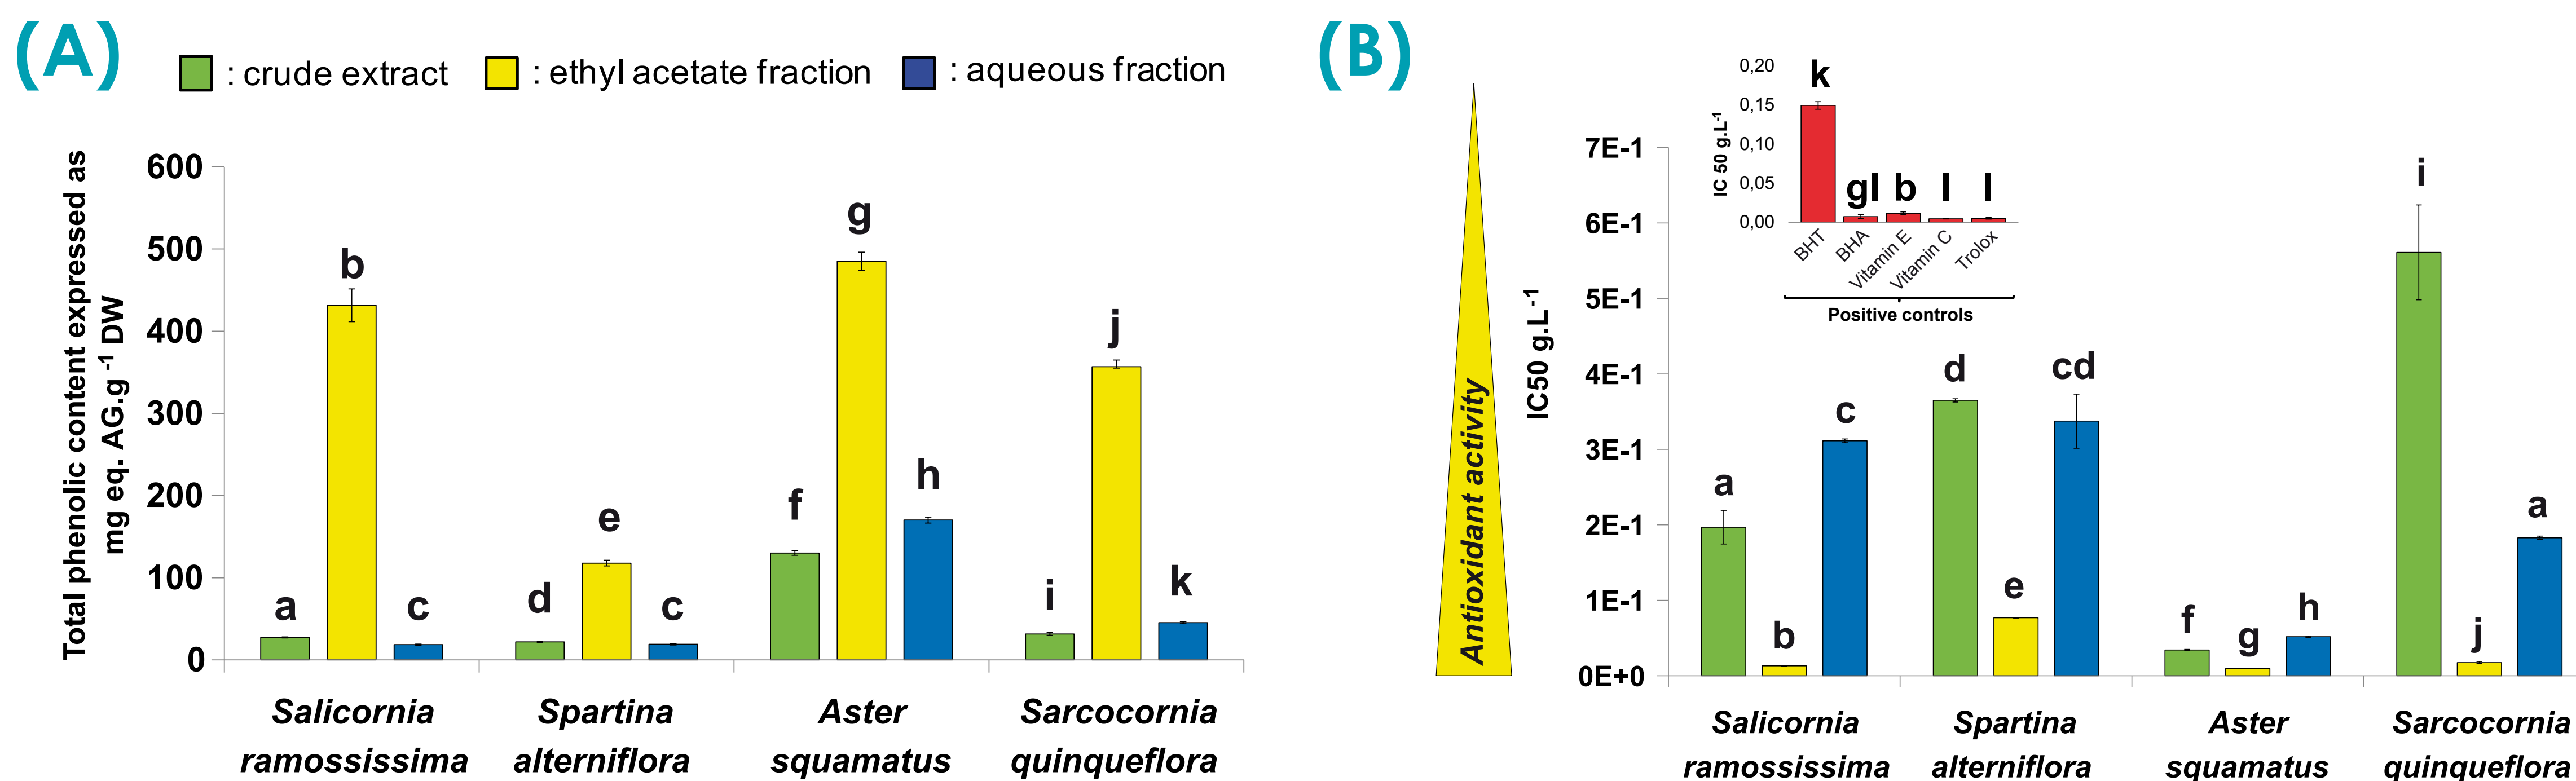 (A)
: crude extract
: ethyl acetate fraction
: aqueous fraction
Total phenolic content expressed as
mg eq. AG.g⁻¹ DW
600
500
400
300
200
100
0
a
b
c
d
e
c
f
g
h
i
j
k
Salicornia
ramossissima
Spartina
alterniflora
Aster
squamatus
Sarcocornia
quinqueflora
(B)
Antioxidant activity
IC50 g.L⁻¹
7E-1
6E-1
5E-1
4E-1
3E-1
2E-1
1E-1
0E+0
IC 50 g.L⁻¹
0,20
0,15
0,10
0,05
0,00
k
gl
b
l
l
BHT
BHA
Vitamin E
Vitamin C
Trolox
Positive controls
a
b
c
d
e
cd
f
g
h
i
j
a
Salicornia
ramossissima
Spartina
alterniflora
Aster
squamatus
Sarcocornia
quinqueflora